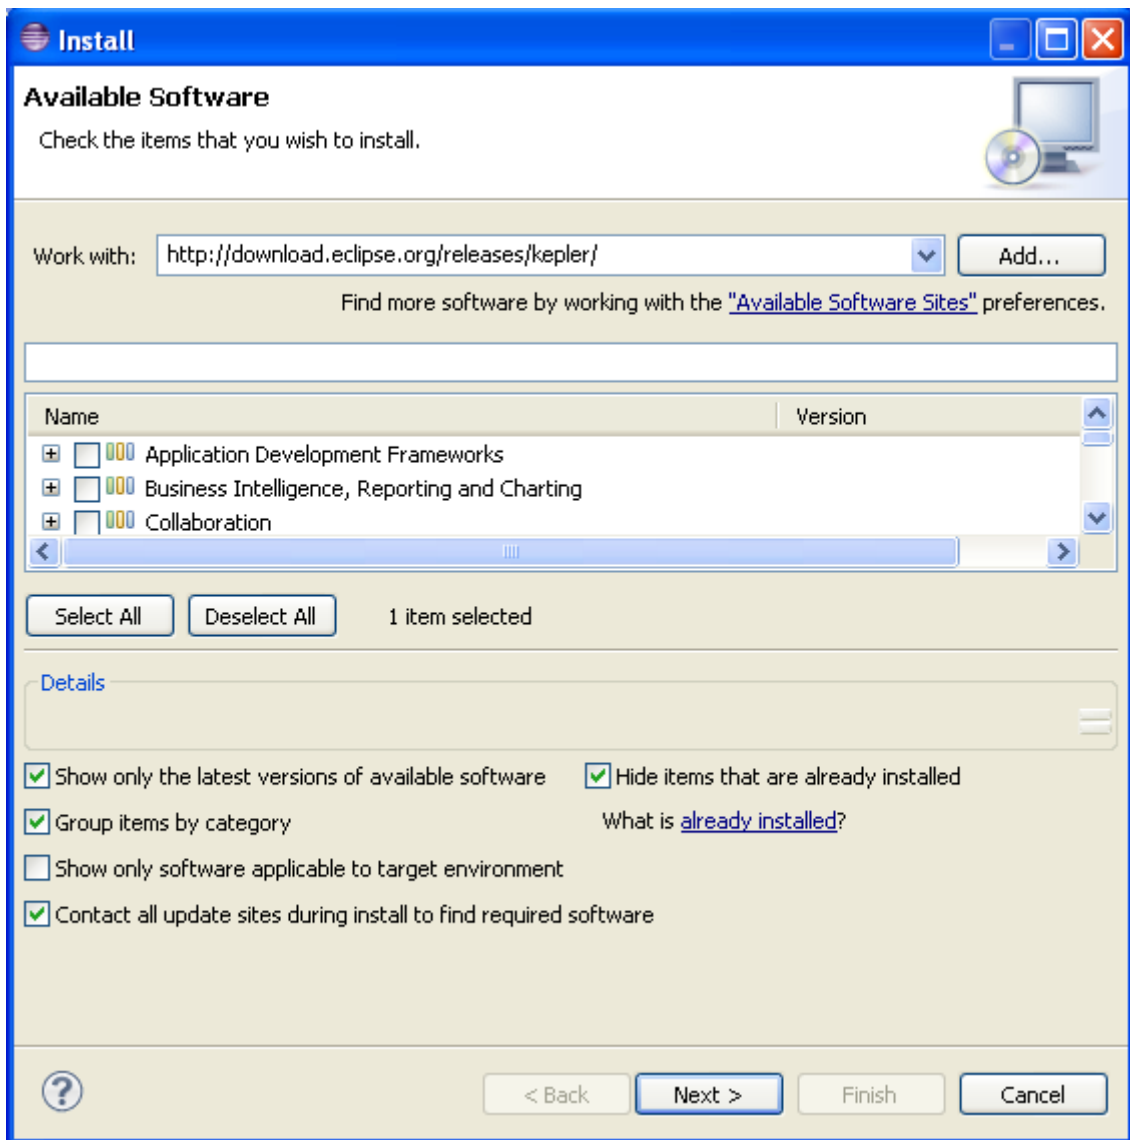 Install
Available Software
Check the items that you wish to install.
Work with: http://download.eclipse.org/releases/kepler/ Add...
Find more software by working with the "Available Software Sites" preferences.
Name Version
Application Development Frameworks
Business Intelligence, Reporting and Charting
Collaboration
Select All Deselect All 1 item selected
Details
Show only the latest versions of available software Hide items that are already installed
Group items by category What is already installed?
Show only software applicable to target environment
Contact all update sites during install to find required software
? < Back Next > Finish Cancel